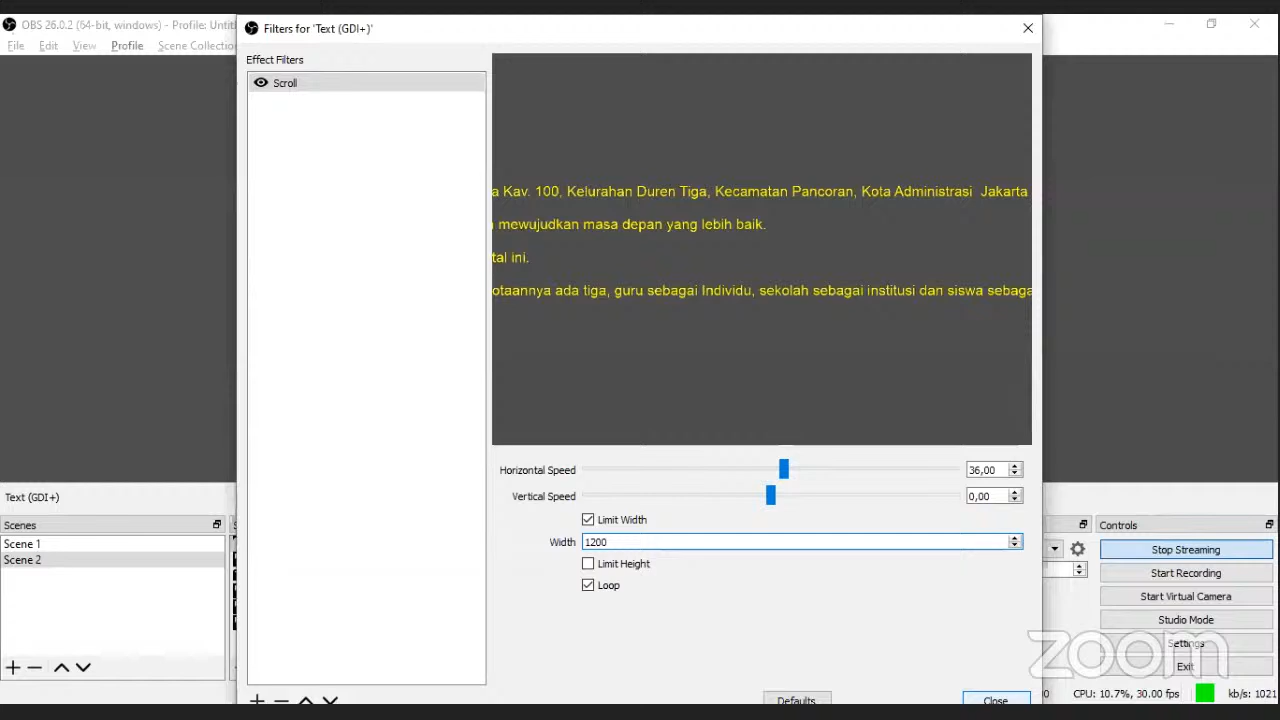 OBS 26.0.2 (64-bit, windows) - Profile:
File Edit View Profile Scene Collection
Filters for 'Text (GDI+)'
Effect Filters
Scroll
a Kav. 100, Kelurahan Duren Tiga, Kecamatan Pancoran, Kota Administrasi Jakarta
mewujudkan masa depan yang lebih baik.
tal ini.
otaannya ada tiga, guru sebagai Individu, sekolah sebagai institusi dan siswa sebaga
Horizontal Speed 36,00
Vertical Speed 0,00
Limit Width
Width 1200
Limit Height
Loop
Defaults
Close
Text (GDI+)
Scenes
Scene 1
Scene 2
Controls
Stop Streaming
Start Recording
Start Virtual Camera
Studio Mode
Settings
Exit
zoom
CPU: 10.7%, 30.00 fps kb/s: 1021